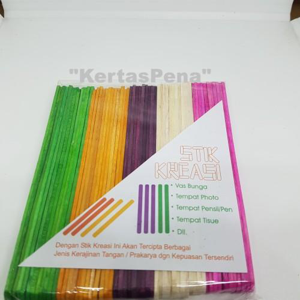 "KertasPena"
STIK
KREASI
• Vas Bunga
• Tempat Photo
• Tempat Pensil/Pen
• Tempat Tisue
• Dll.
Dengan Stik Kreasi Ini Akan Tercipta Berbagai
Jenis Kerajinan Tangan / Prakarya dgn Kepuasan Tersendiri